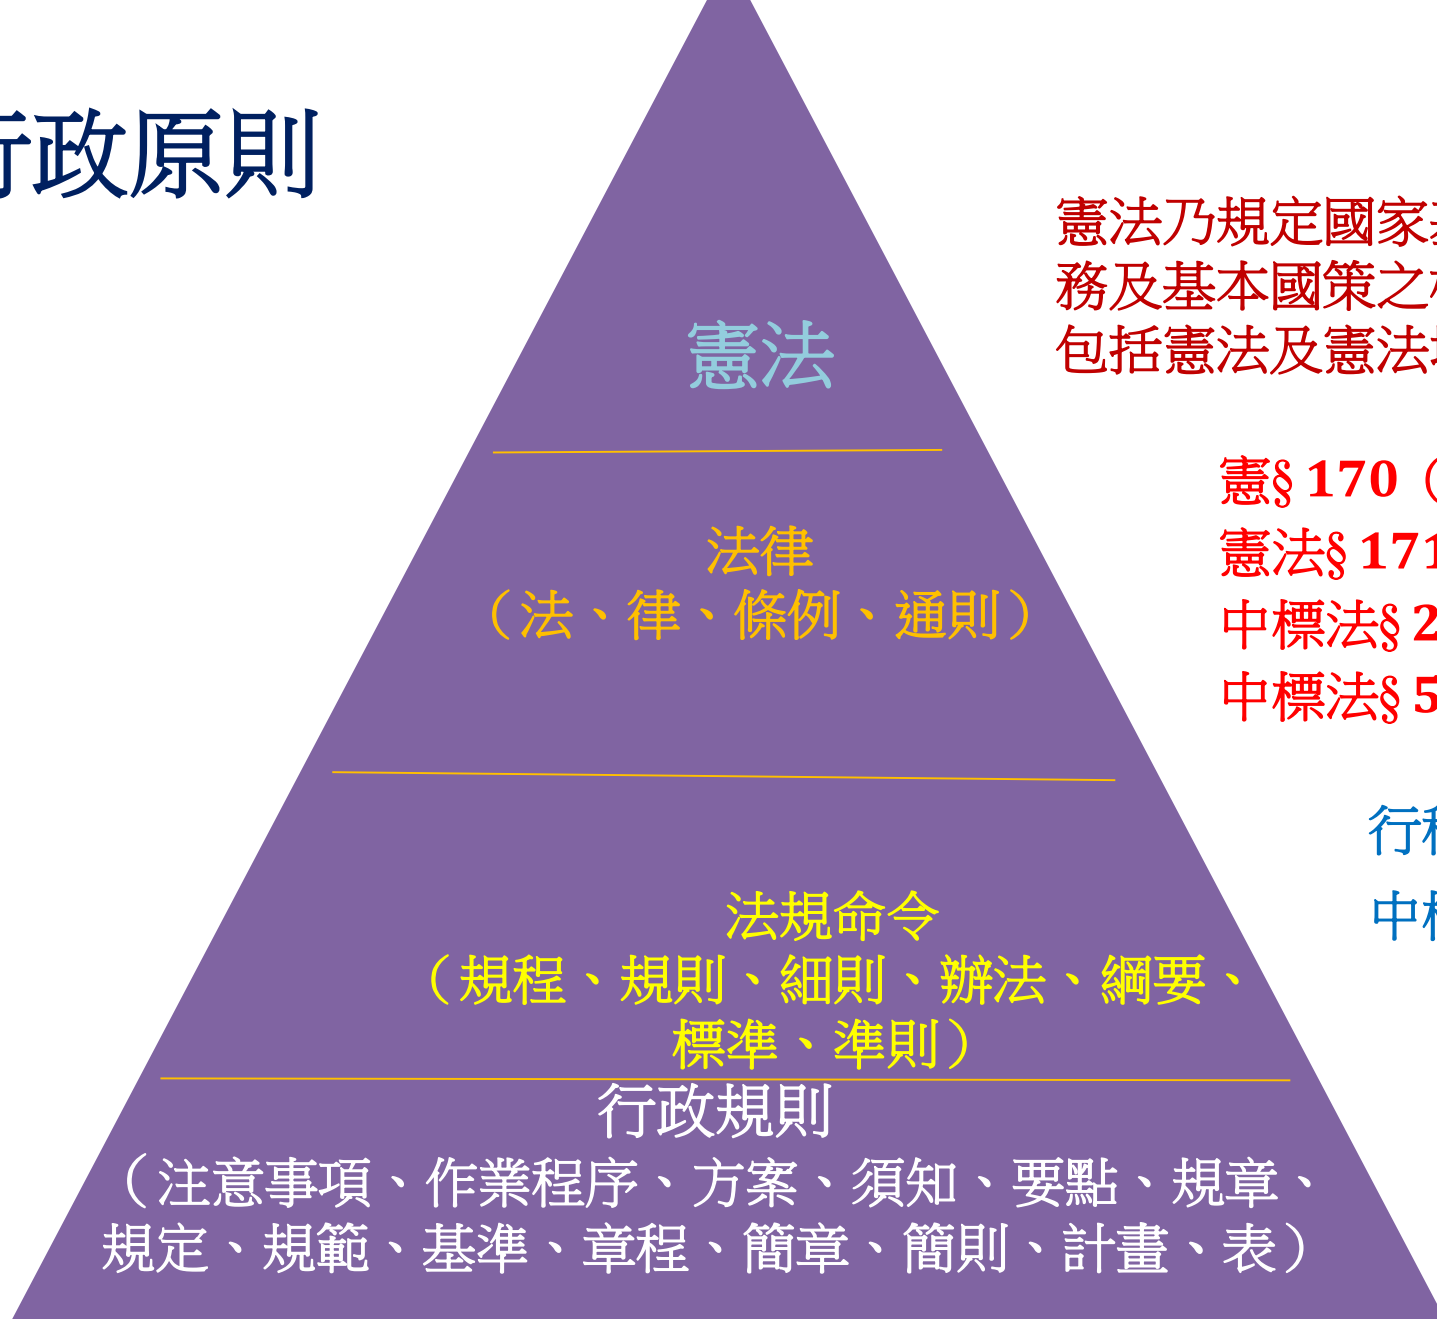 政原則
憲法乃規定國家
務及基本國策之
包括憲法及憲法
憲法
憲§ 170（
法律
憲法§ 171
（法、律、條例、通則）
中標法§ 2
中標法§ 5
行
法規命令
中
（規程、規則、細則、辦法、綱要、
標準、準則）
行政規則
（注意事項、作業程序、方案、須知、要點、規章、
規定、規範、基準、章程、簡章、簡則、計畫、表）